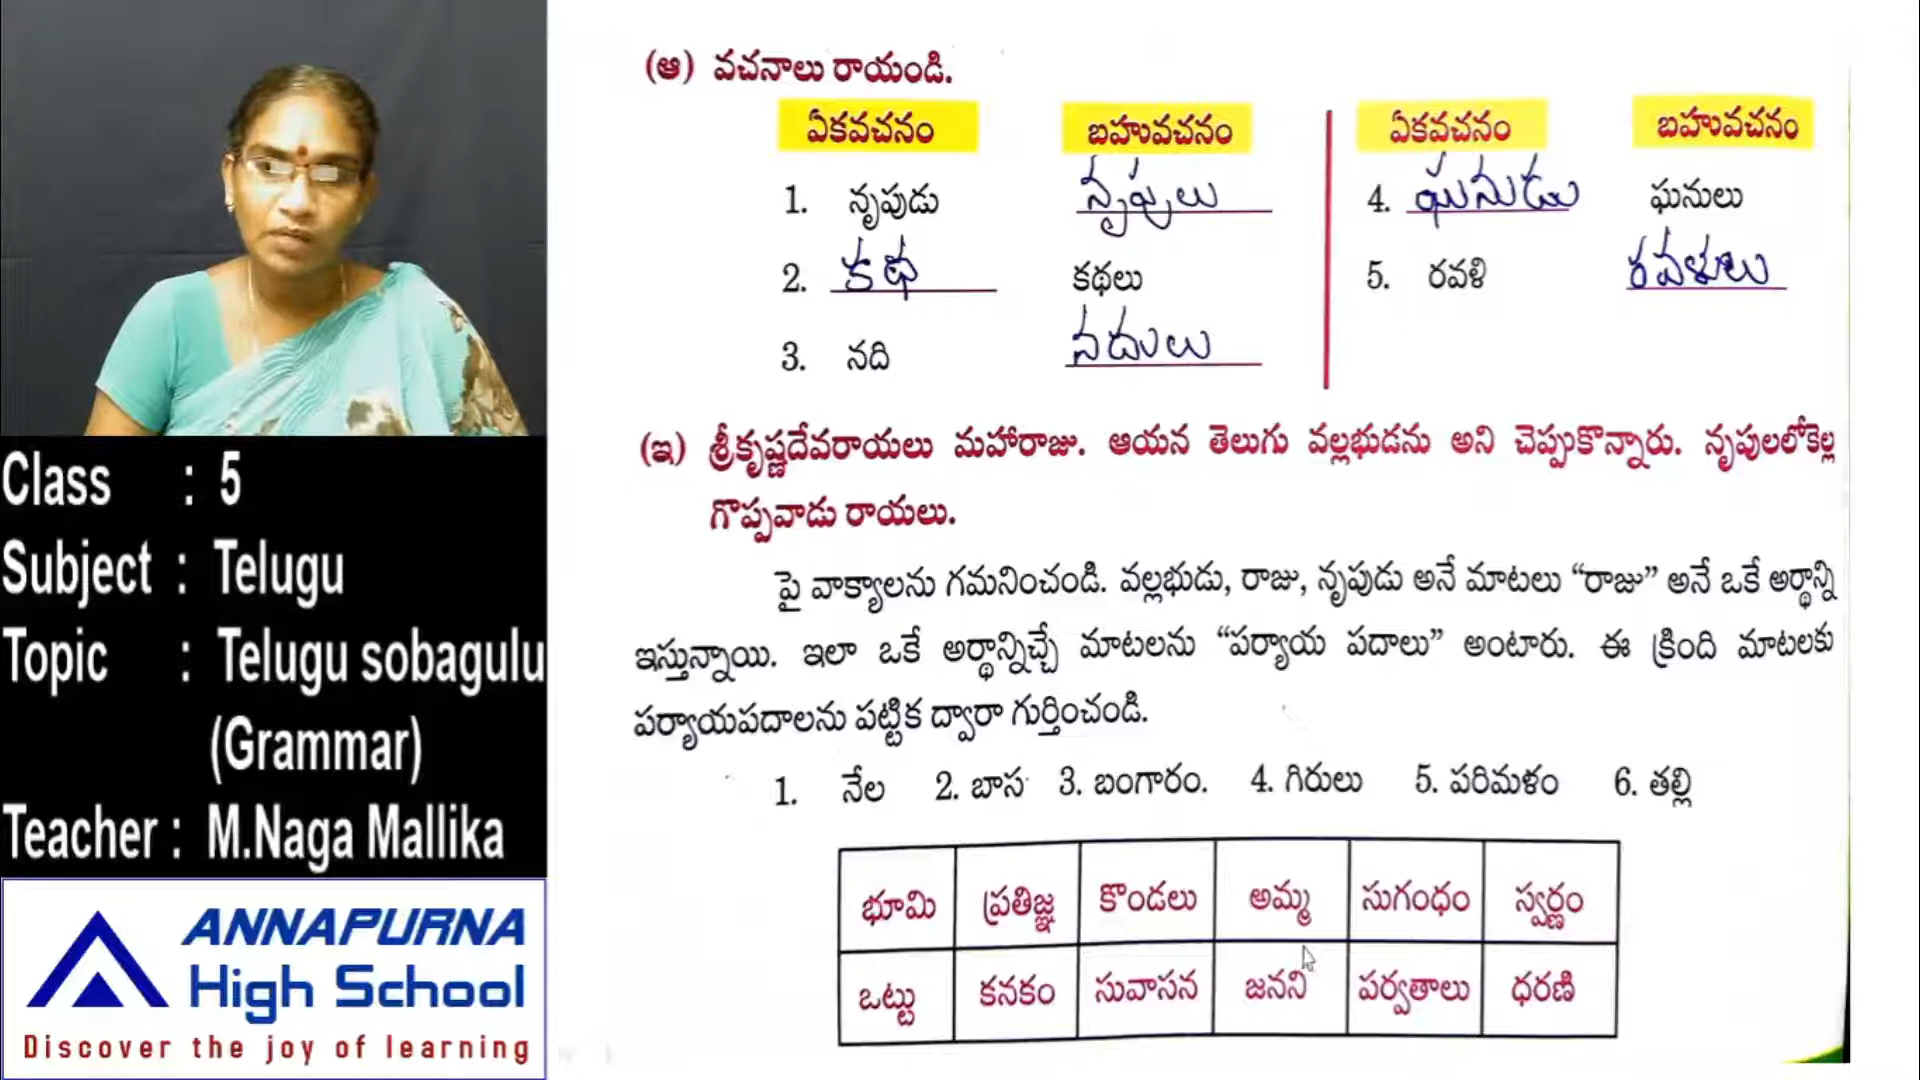 (ఆ) వచనాలు రాయండి.
ఏకవచనం బహువచనం ఏకవచనం బహువచనం
1. నృపుడు నృపులు 4. ఘనుడు ఘనులు
2. కథ కథలు 5. రవళి రవళులు
3. నది నదులు
(ఇ) శ్రీకృష్ణదేవరాయలు మహారాజు. ఆయన తెలుగు వల్లభుడను అని చెప్పుకొన్నారు. నృపులలోకెల్ల
గొప్పవాడు రాయలు.
పై వాక్యాలను గమనించండి. వల్లభుడు, రాజు, నృపుడు అనే మాటలు “రాజు” అనే ఒకే అర్థాన్ని
ఇస్తున్నాయి. ఇలా ఒకే అర్థాన్నిచ్చే మాటలను “పర్యాయ పదాలు” అంటారు. ఈ క్రింది మాటలకు
పర్యాయపదాలను పట్టిక ద్వారా గుర్తించండి.
1. నేల 2. బాస 3. బంగారం. 4. గిరులు 5. పరిమళం 6. తల్లి
భూమి ప్రతిజ్ఞ కొండలు అమ్మ సుగంధం స్వర్ణం
ఒట్టు కనకం సువాసన జనని పర్వతాలు ధరణి
Class : 5
Subject : Telugu
Topic : Telugu sobagulu
(Grammar)
Teacher : M.Naga Mallika
ANNAPURNA
High School
Discover the joy of learning